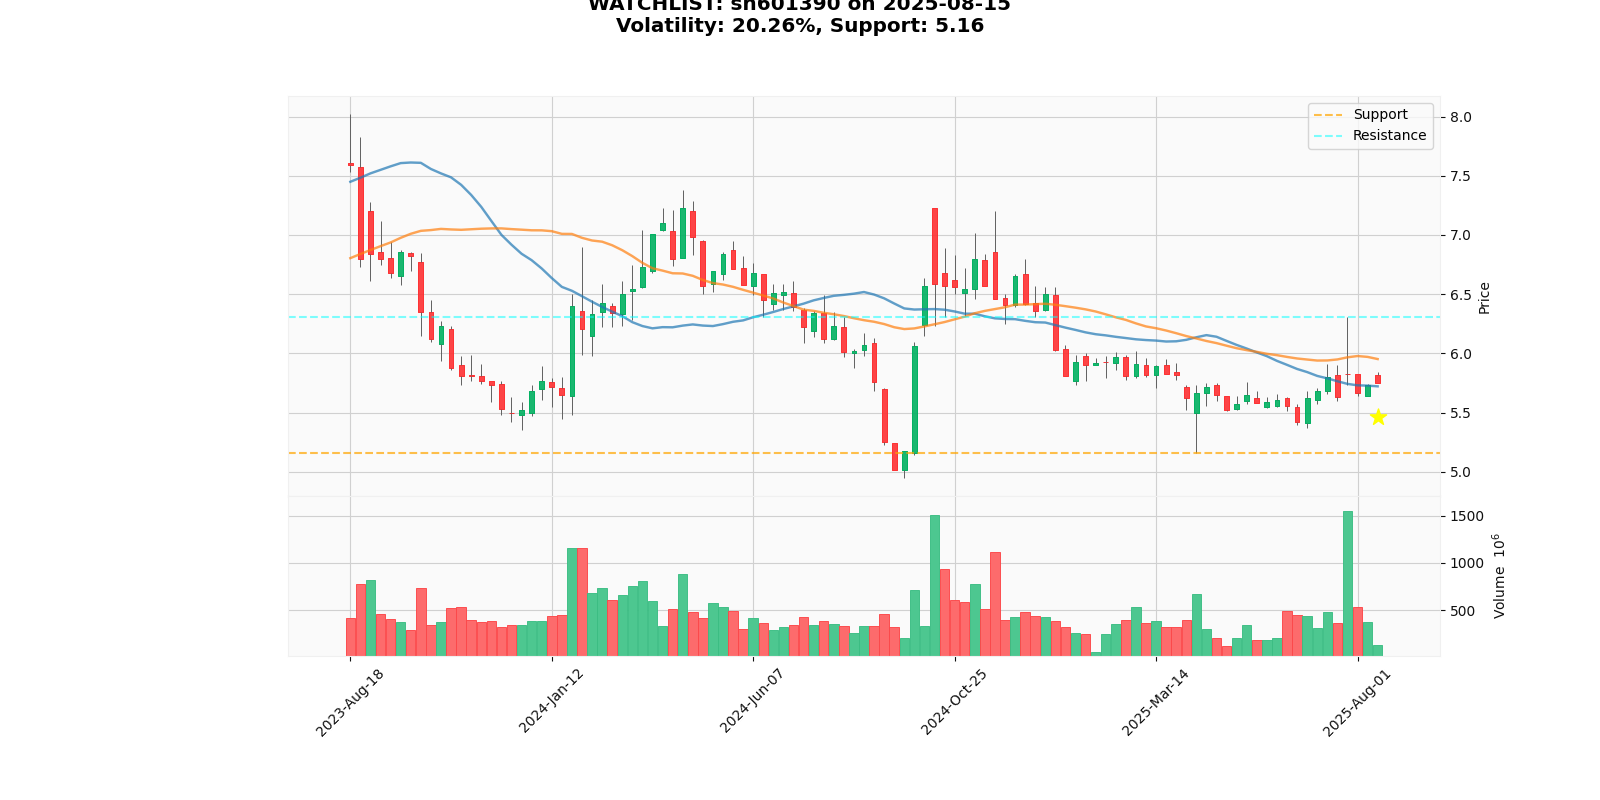 WATCHLIST: sh601390 on 2025-08-15
Volatility: 20.26%, Support: 5.16
Support
Resistance
8.0
7.5
7.0
6.5
6.0
5.5
5.0
Price
1500
1000
500
Volume 10^6
2023-Aug-18
2024-Jan-12
2024-Jun-07
2024-Oct-25
2025-Mar-14
2025-Aug-01